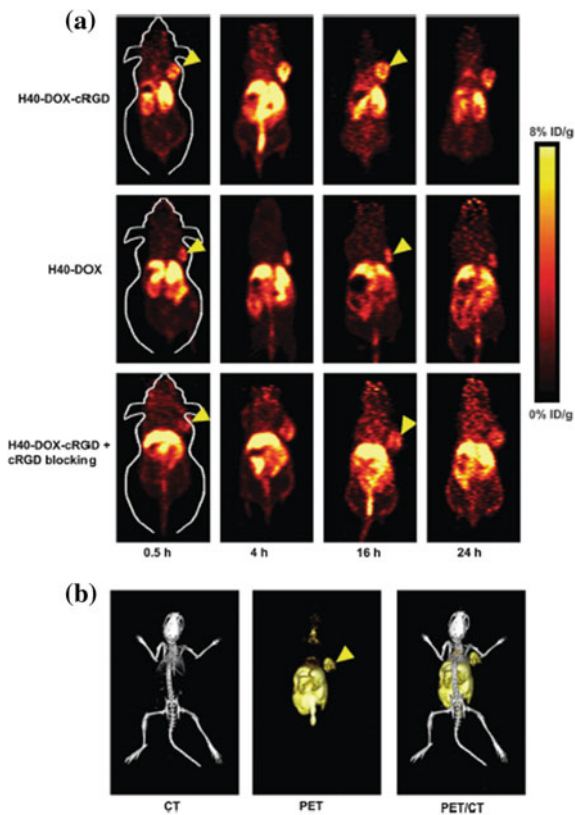 (a)
H40-DOX-cRGD
8% ID/g
H40-DOX
0% ID/g
H40-DOX-cRGD +
cRGD blocking
0.5 h
4 h
16 h
24 h
(b)
CT
PET
PET/CT